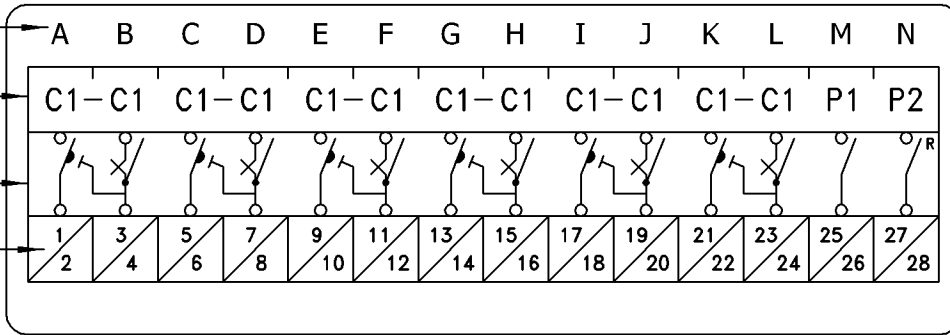 A B C D E F G H I J K L M N
C1-C1 C1-C1 C1-C1 C1-C1 C1-C1 C1-C1 P1 P2
R
1 3 5 7 9 11 13 15 17 19 21 23 25 27
2 4 6 8 10 12 14 16 18 20 22 24 26 28